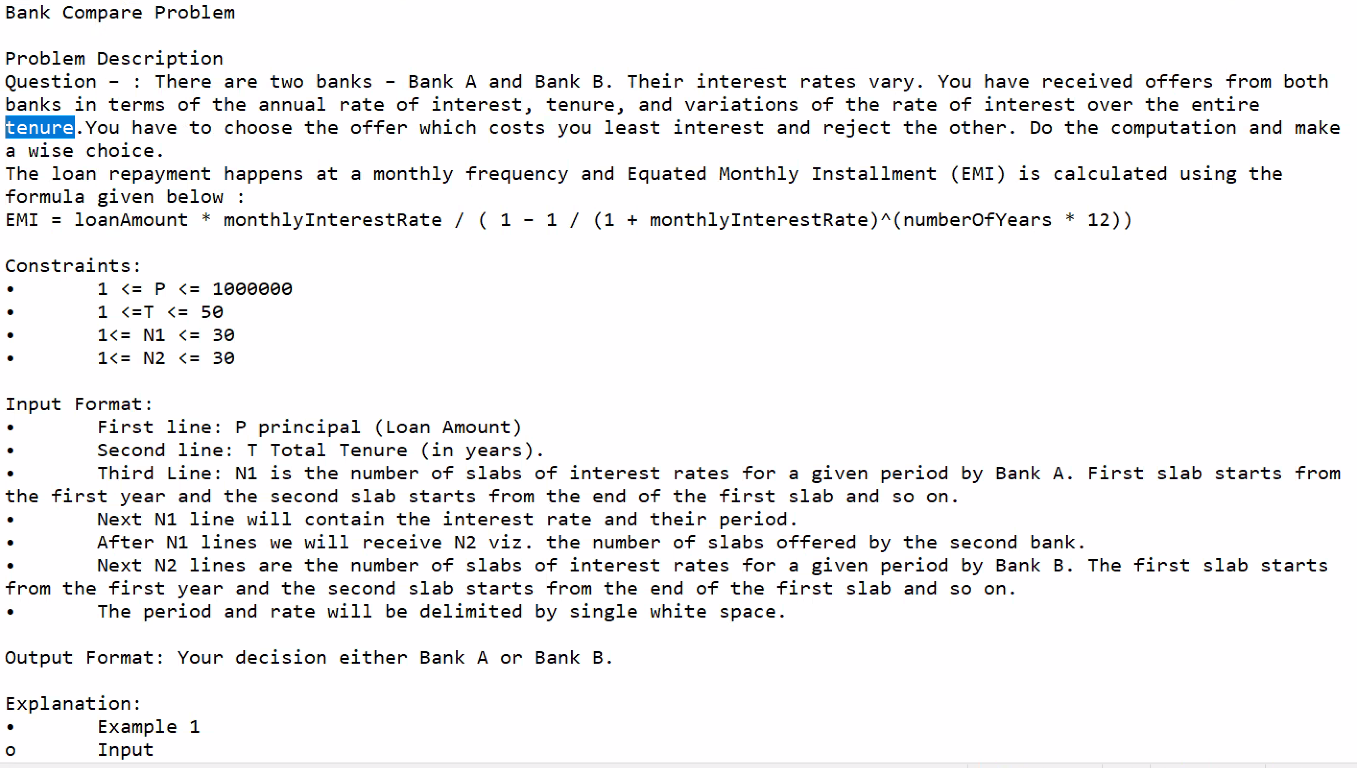 Bank Compare Problem
Problem Description
Question – : There are two banks – Bank A and Bank B. Their interest rates vary. You have received offers from both
banks in terms of the annual rate of interest, tenure, and variations of the rate of interest over the entire
tenure.You have to choose the offer which costs you least interest and reject the other. Do the computation and make
a wise choice.
The loan repayment happens at a monthly frequency and Equated Monthly Installment (EMI) is calculated using the
formula given below :
EMI = loanAmount * monthlyInterestRate / ( 1 – 1 / (1 + monthlyInterestRate)^(numberOfYears * 12))
Constraints:
• 1 <= P <= 1000000
• 1 <=T <= 50
• 1<= N1 <= 30
• 1<= N2 <= 30
Input Format:
• First line: P principal (Loan Amount)
• Second line: T Total Tenure (in years).
• Third Line: N1 is the number of slabs of interest rates for a given period by Bank A. First slab starts from
the first year and the second slab starts from the end of the first slab and so on.
• Next N1 line will contain the interest rate and their period.
• After N1 lines we will receive N2 viz. the number of slabs offered by the second bank.
• Next N2 lines are the number of slabs of interest rates for a given period by Bank B. The first slab starts
from the first year and the second slab starts from the end of the first slab and so on.
• The period and rate will be delimited by single white space.
Output Format: Your decision either Bank A or Bank B.
Explanation:
• Example 1
o Input